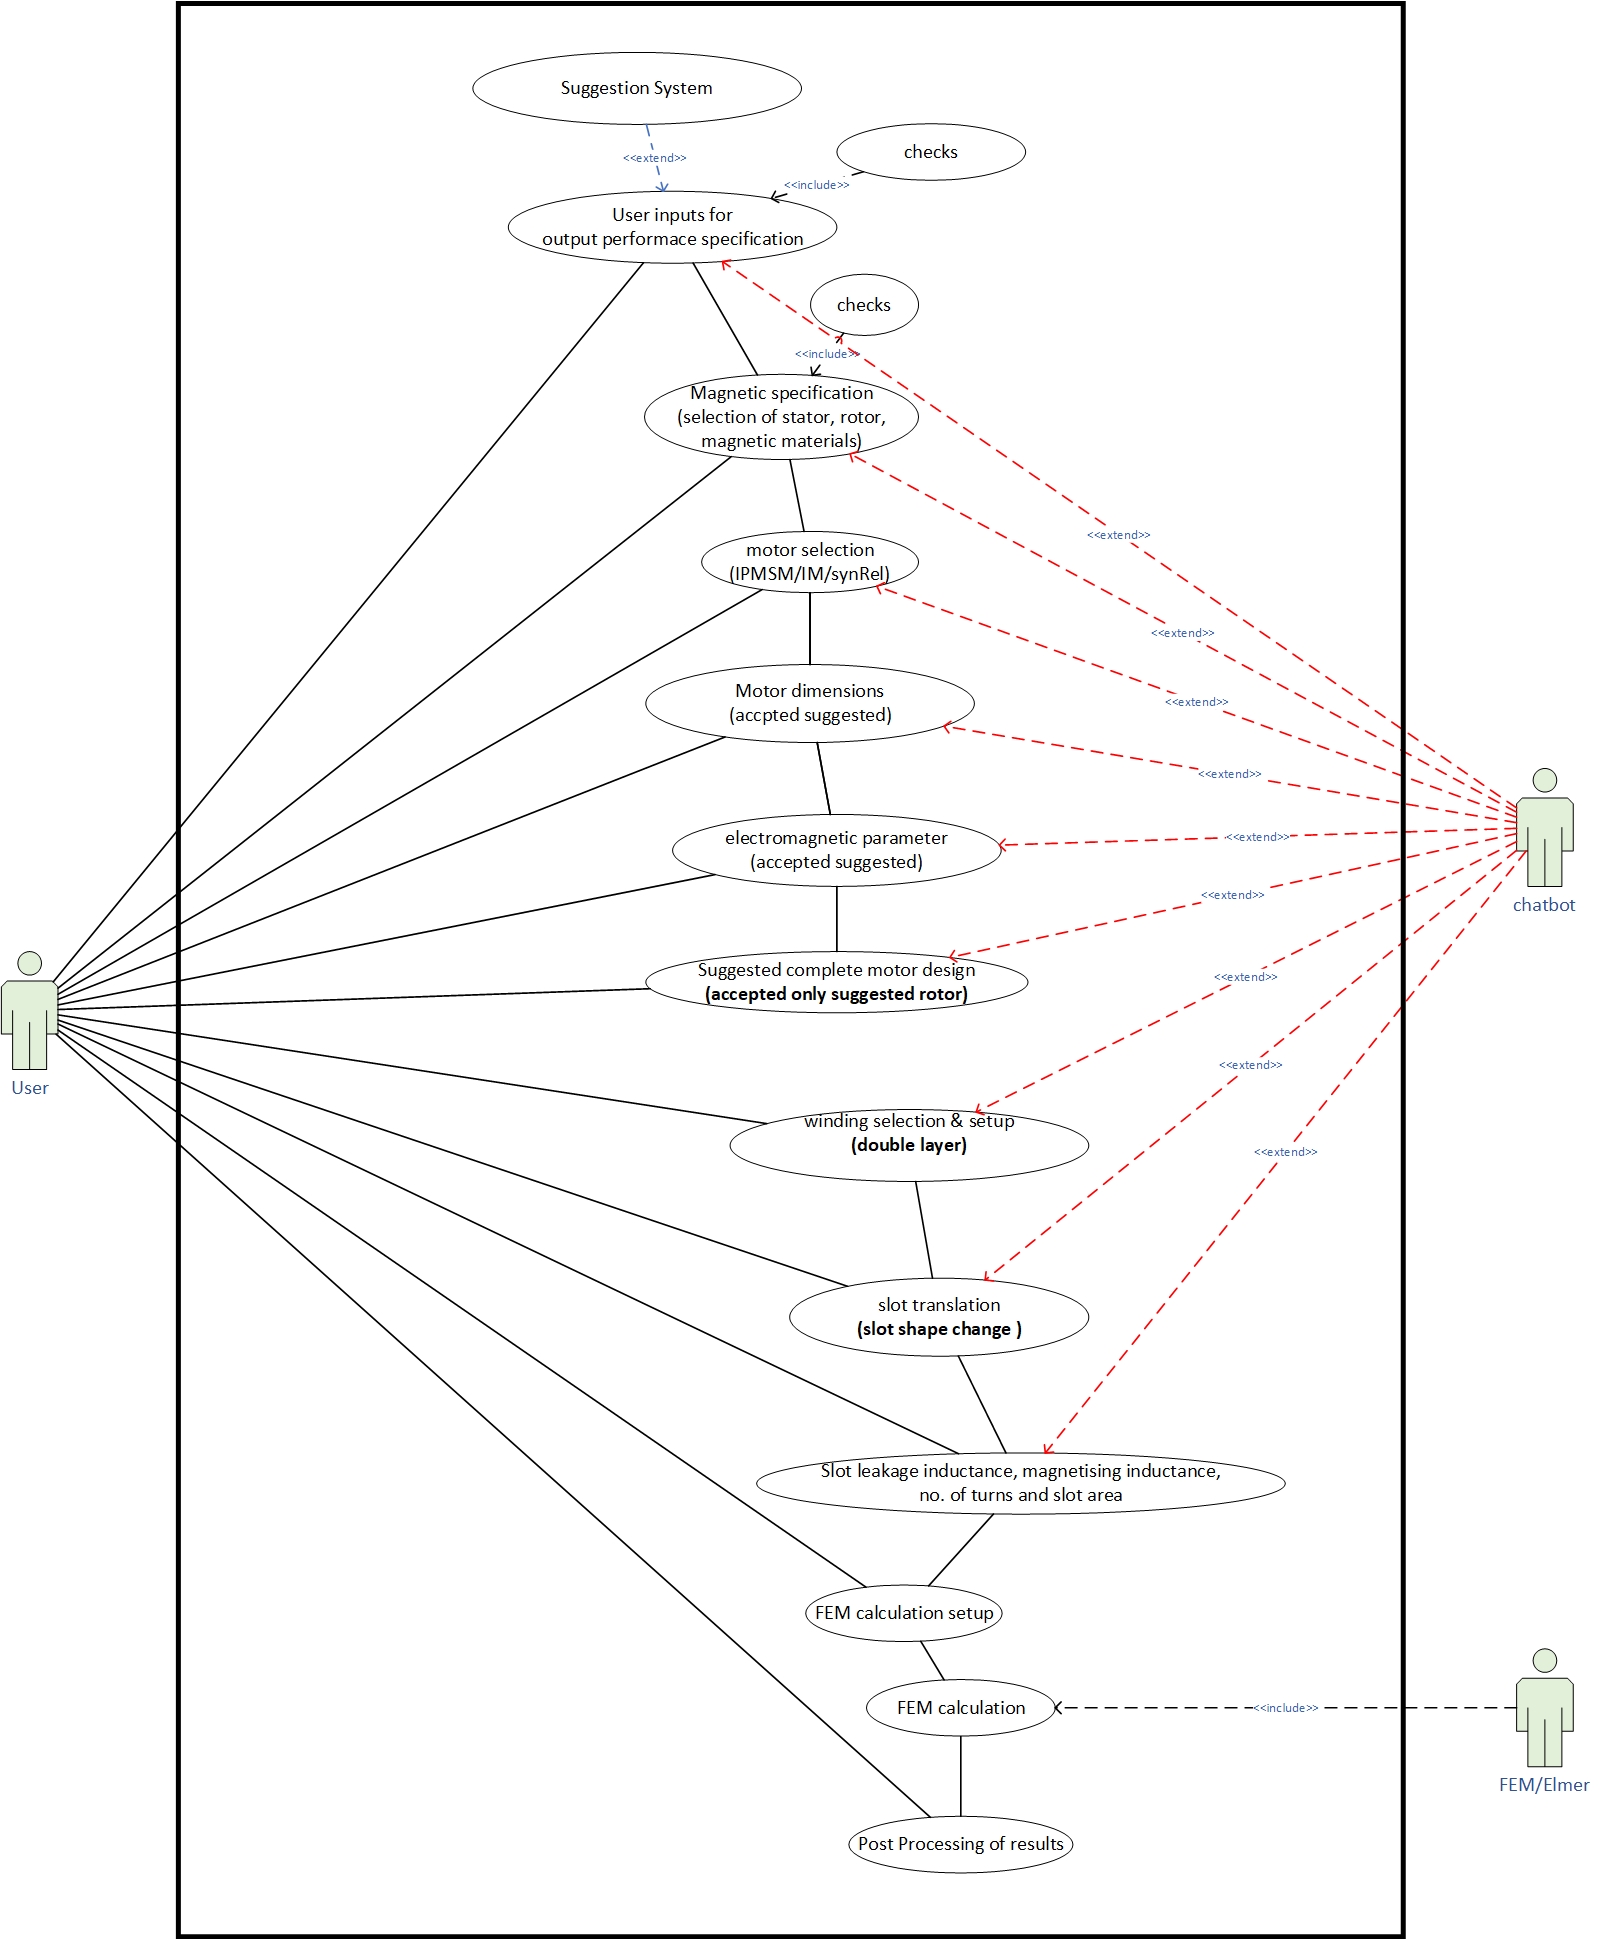 Suggestion System
<<extend>>
checks
<<include>>
User inputs for
output performace specification
checks
<<include>>
Magnetic specification
(selection of stator, rotor,
magnetic materials)
<<extend>>
motor selection
(IPMSM/IM/synRel)
<<extend>>
Motor dimensions
(accpted suggested)
<<extend>>
<<extend>>
electromagnetic parameter
(accepted suggested)
<<extend>>
<<extend>>
chatbot
Suggested complete motor design
(accepted only suggested rotor)
<<extend>>
User
<<extend>>
winding selection & setup
(double layer)
<<extend>>
slot translation
(slot shape change )
Slot leakage inductance, magnetising inductance,
no. of turns and slot area
FEM calculation setup
FEM calculation
<<include>>
FEM/Elmer
Post Processing of results